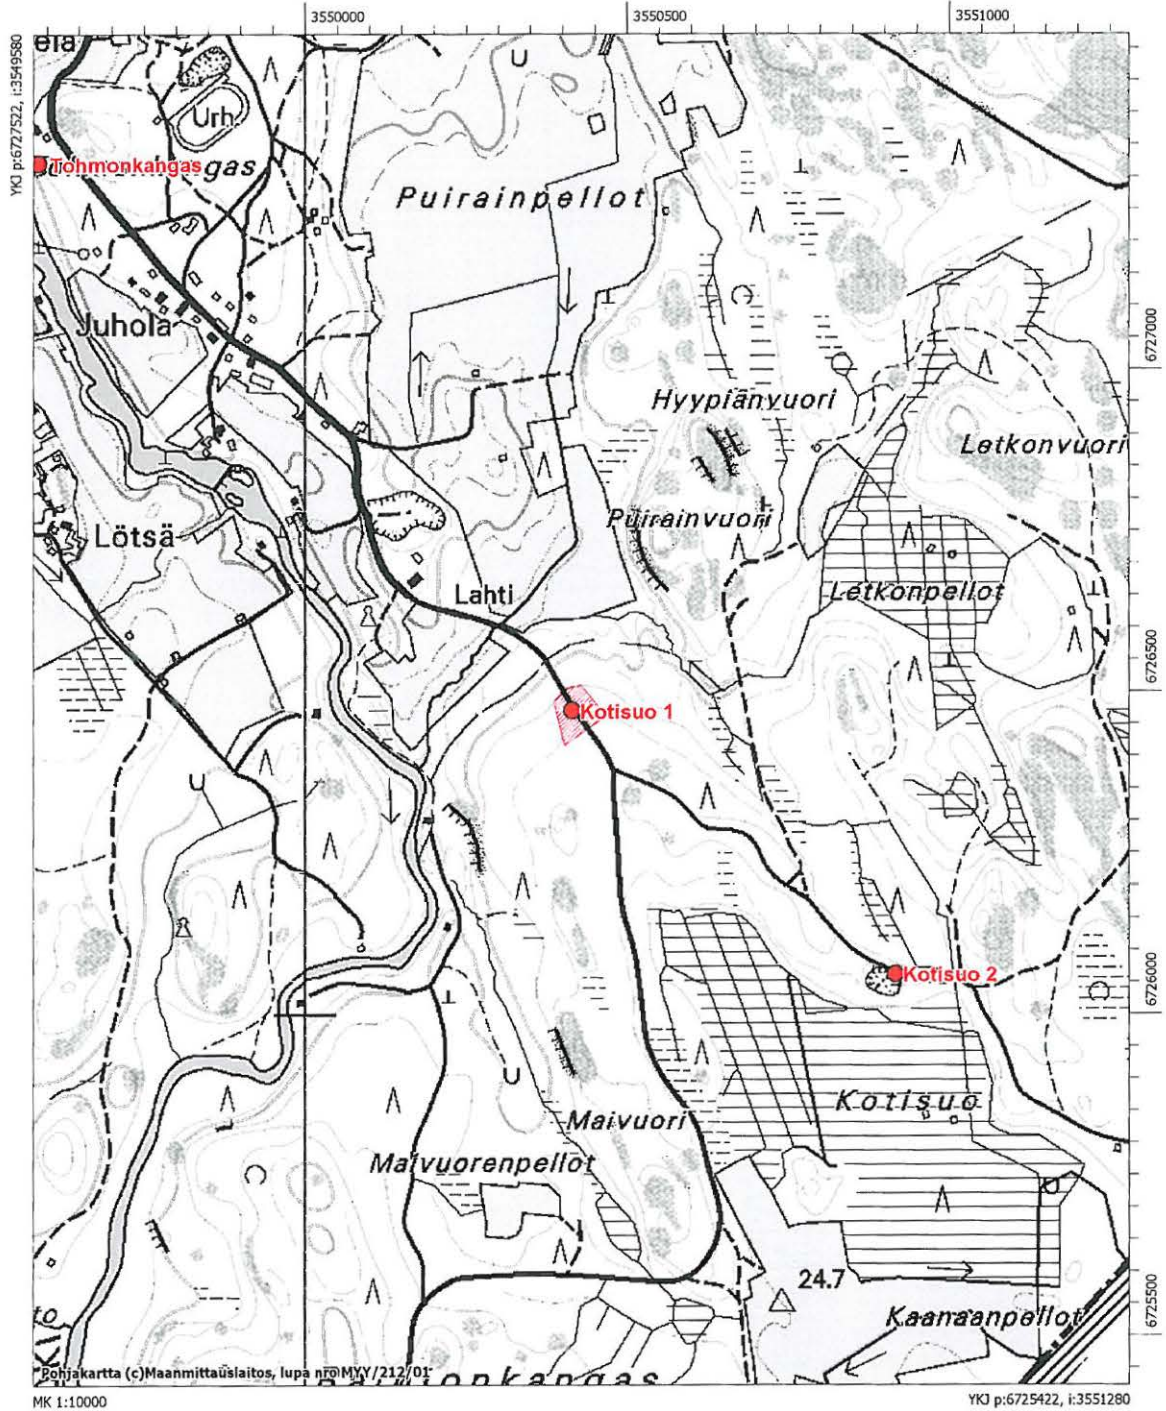 3550000
3550500
3551000
YKJ p:6727522, i:3549580
ela
Urh
Tohmonkangas
gas
Puirainpellot
Juhola
6727000
Hyypiänvuori
Letkonvuori
Puirainvuori
Lötsä
Lahti
Letkonpellot
6726500
Kotisuo 1
Kotisuo 2
6726000
Kotisuo
Maivuori
Maivuorenpellot
24.7
Kaanaanpellot
6725500
to
Pohjakartta (c)Maanmittauslaitos, lupa nro MYY/212/01
MK 1:10000
YKJ p:6725422, i:3551280